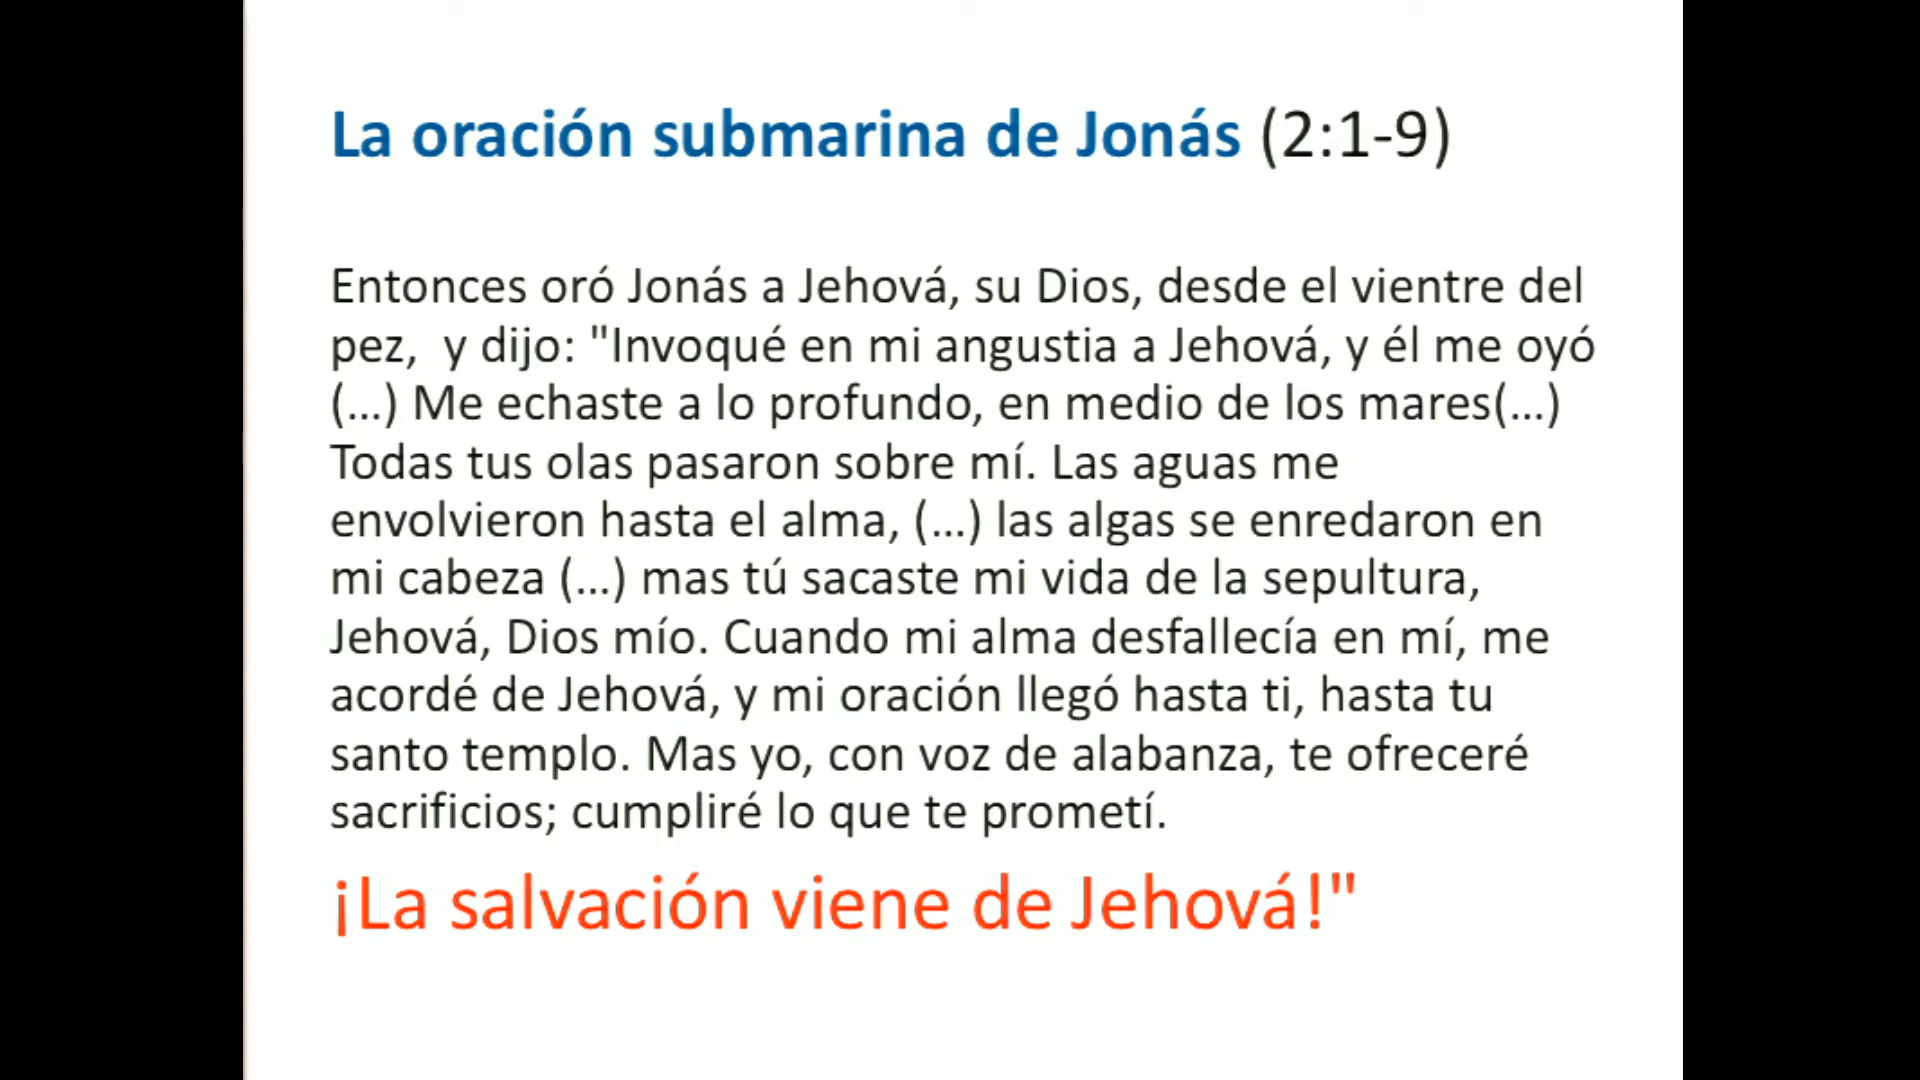 La oración submarina de Jonás (2:1-9)
Entonces oró Jonás a Jehová, su Dios, desde el vientre del
pez,  y dijo: "Invoqué en mi angustia a Jehová, y él me oyó
(...) Me echaste a lo profundo, en medio de los mares(...)
Todas tus olas pasaron sobre mí. Las aguas me
envolvieron hasta el alma, (...) las algas se enredaron en
mi cabeza (...) mas tú sacaste mi vida de la sepultura,
Jehová, Dios mío. Cuando mi alma desfallecía en mí, me
acordé de Jehová, y mi oración llegó hasta ti, hasta tu
santo templo. Mas yo, con voz de alabanza, te ofreceré
sacrificios; cumpliré lo que te prometí.
¡La salvación viene de Jehová!"